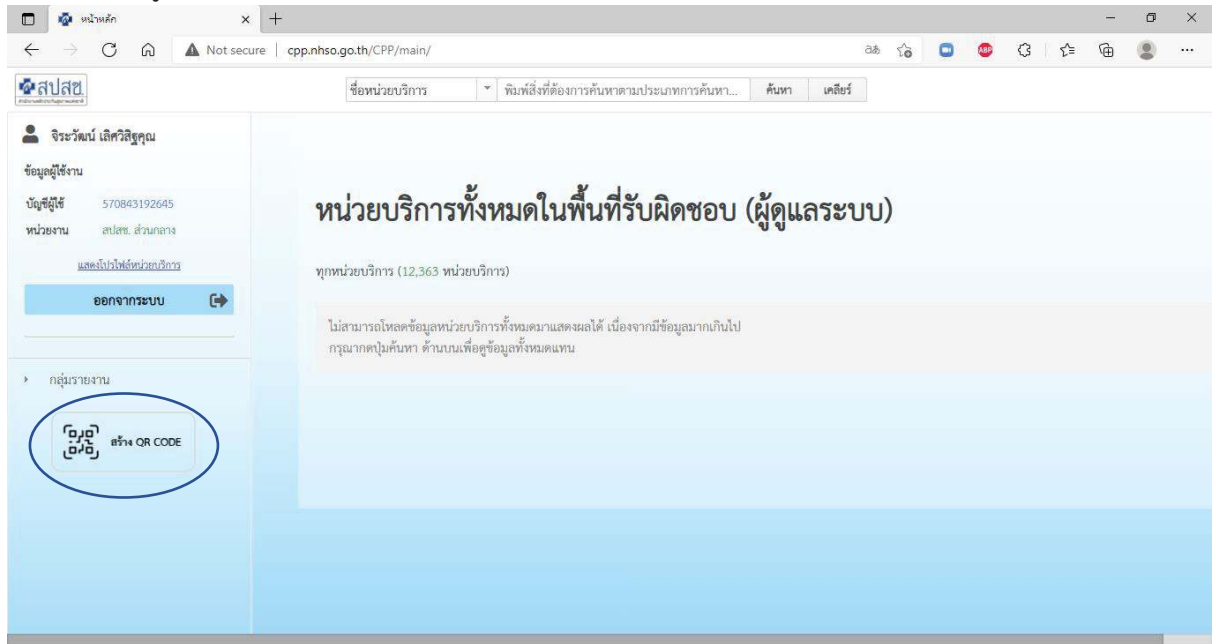 หน้าหลัก
Not secure | cpp.nhso.go.th/CPP/main/
สปสช.
ชื่อหน่วยบริการ พิมพ์สิ่งที่ต้องการค้นหาตามประเภทการค้นหา... ค้นหา เคลียร์
จิระวัฒน์ เลิศวิสิฐคุณ
ข้อมูลผู้ใช้งาน
บัญชีผู้ใช้ 570843192645
หน่วยงาน สปสช. ส่วนกลาง
แสดงโปรไฟล์หน่วยบริการ
ออกจากระบบ
หน่วยบริการทั้งหมดในพื้นที่รับผิดชอบ (ผู้ดูแลระบบ)
ทุกหน่วยบริการ (12,363 หน่วยบริการ)
ไม่สามารถโหลดข้อมูลหน่วยบริการทั้งหมดมาแสดงผลได้ เนื่องจากมีข้อมูลมากเกินไป
กรุณากดปุ่มค้นหา ด้านบนเพื่อดูข้อมูลทั้งหมดแทน
กลุ่มรายงาน
สร้าง QR CODE